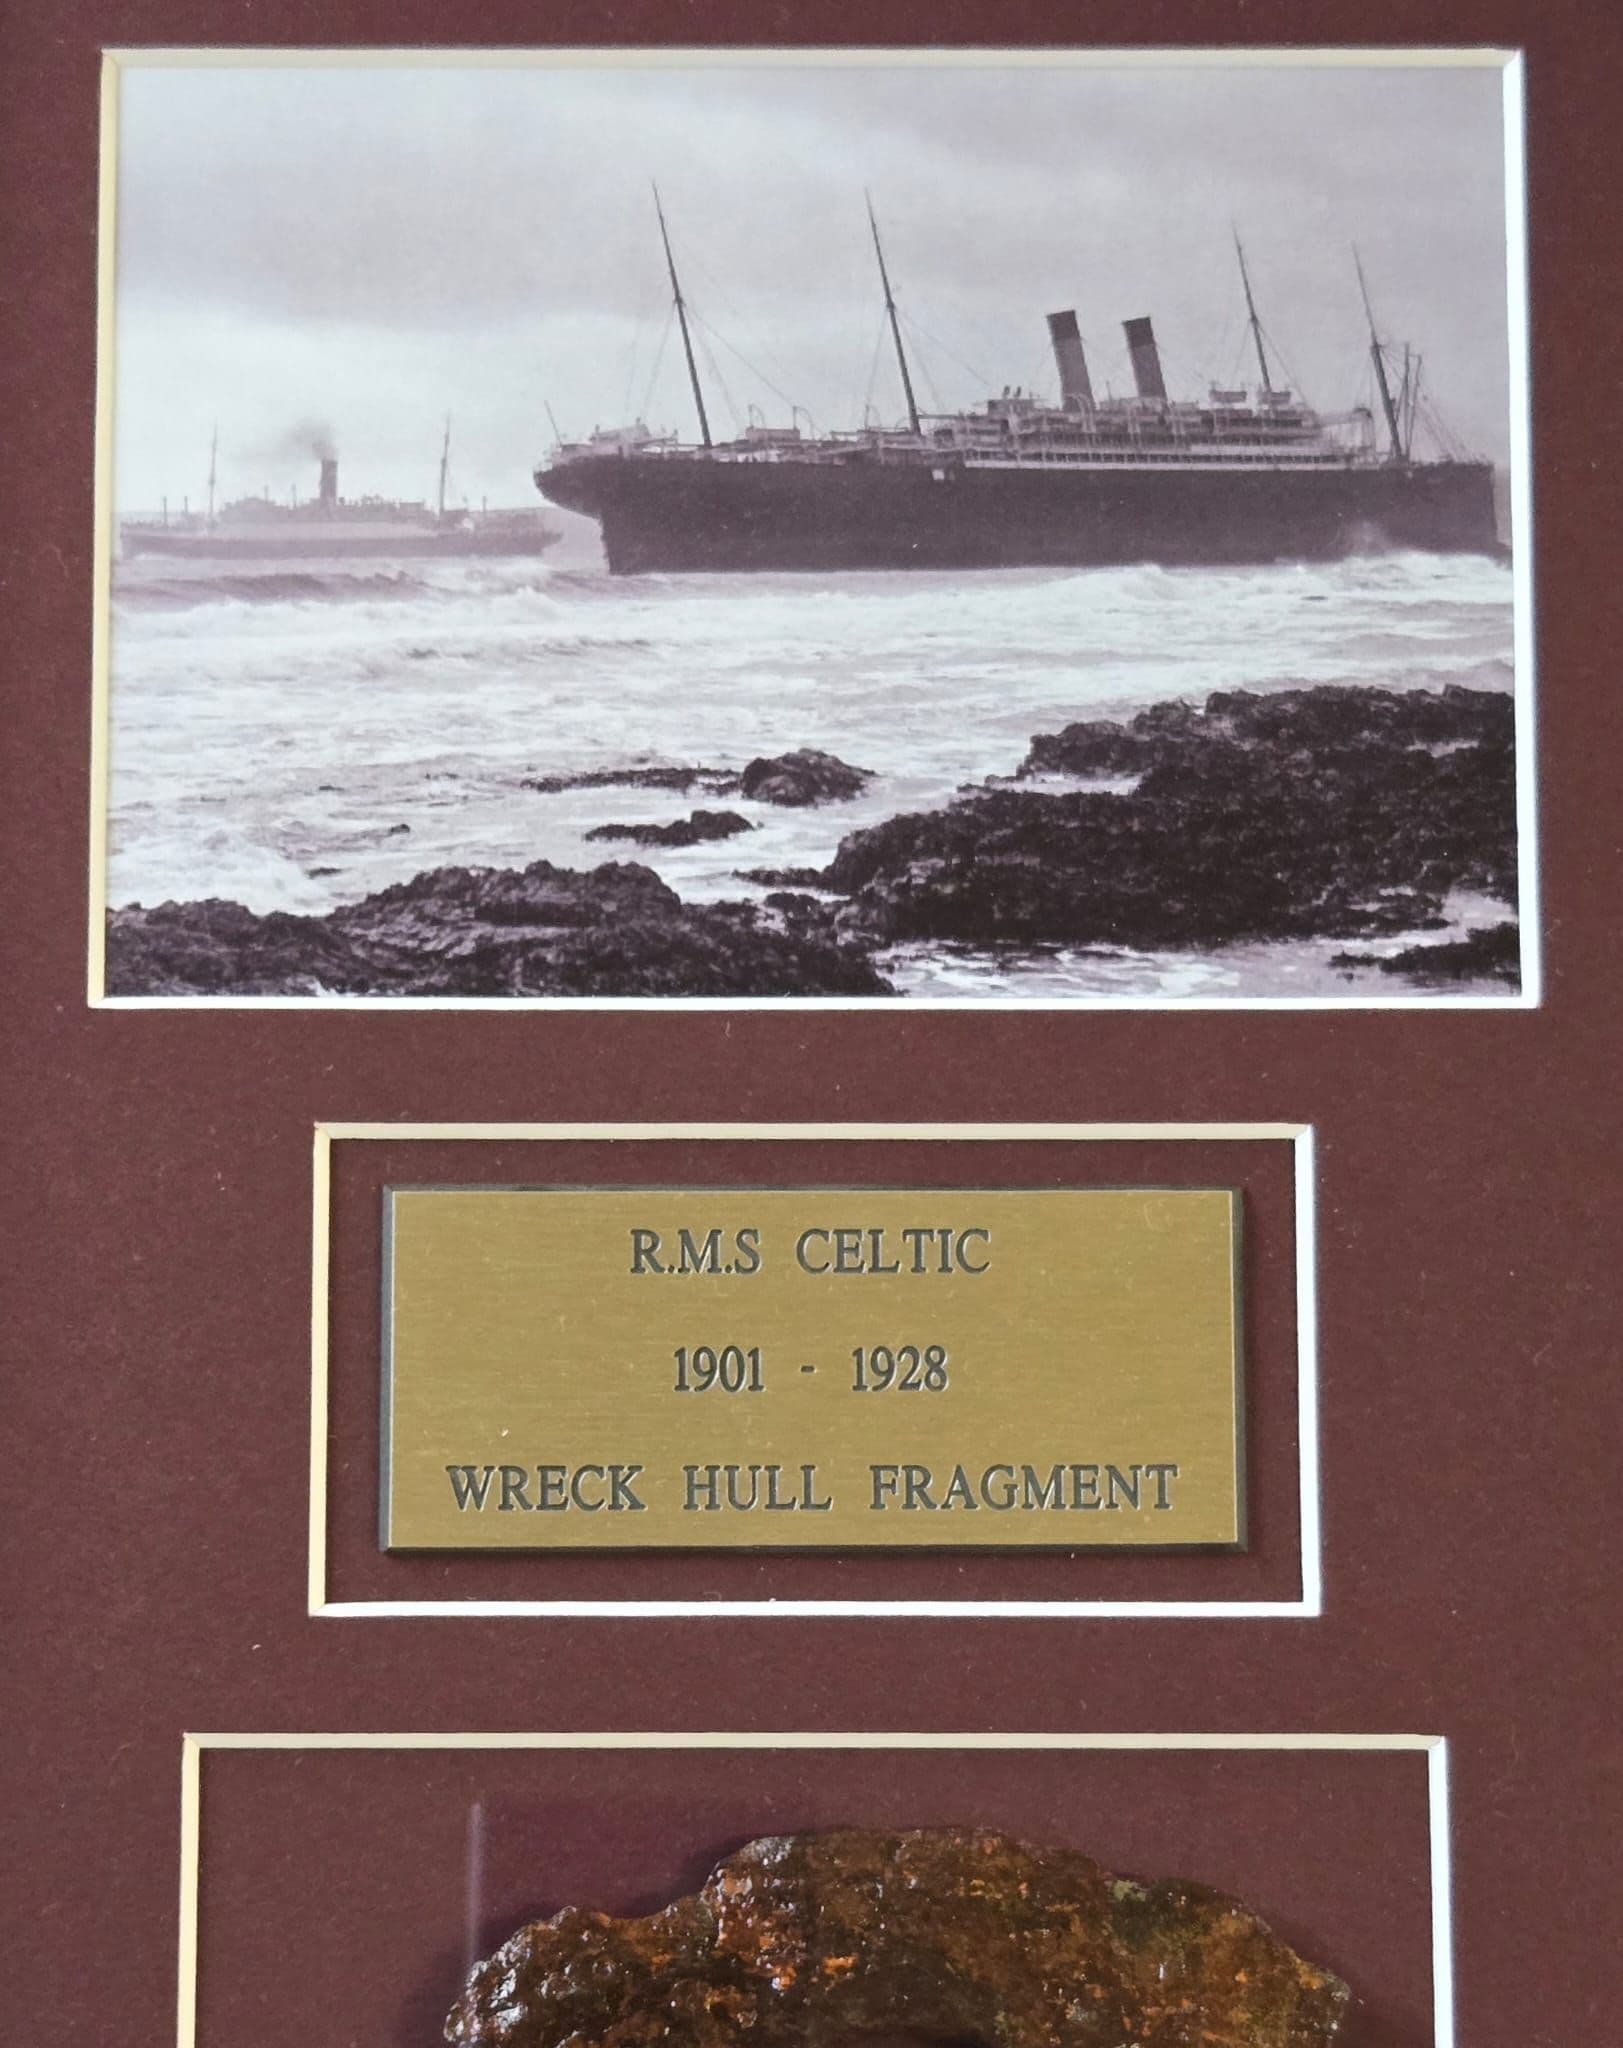 R.M.S CELTIC
1901 - 1928
WRECK HULL FRAGMENT